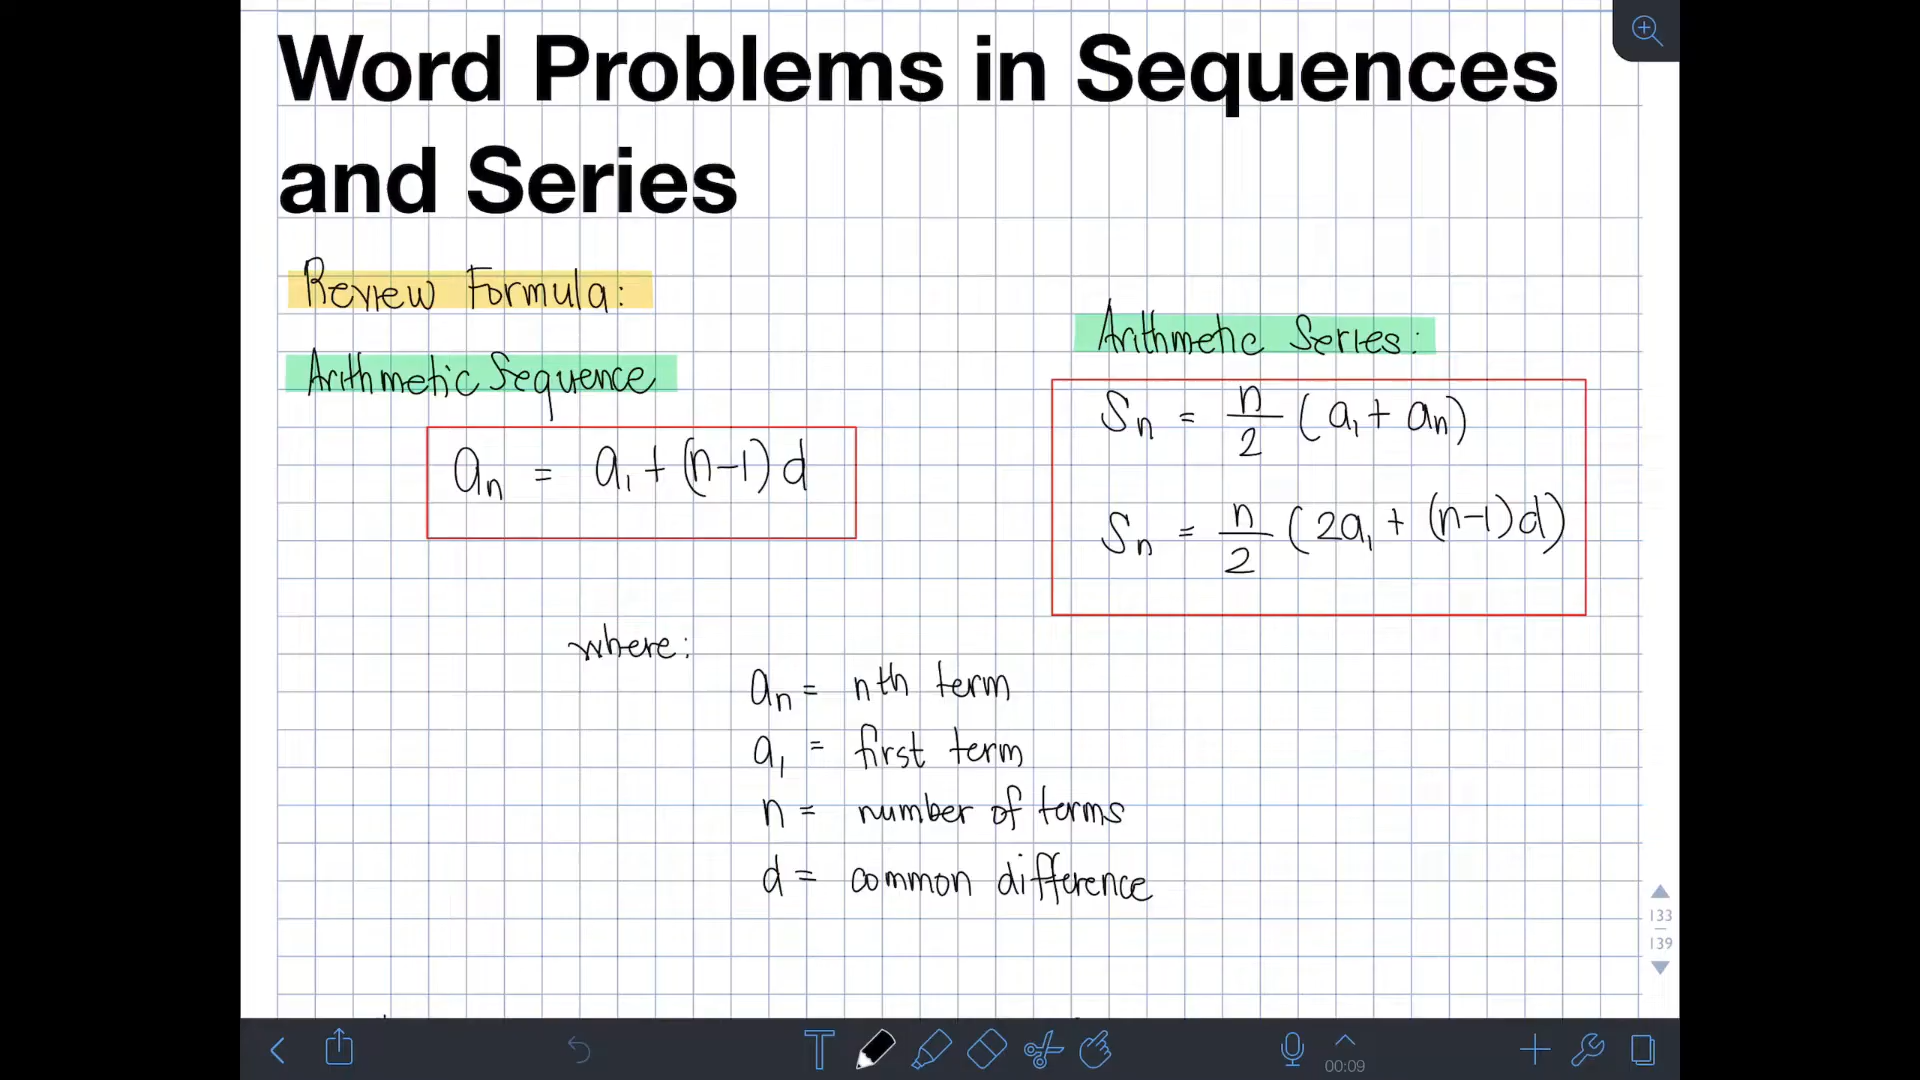 Word Problems in Sequences
and Series
Review Formula:
Arithmetic Sequence
aₙ = a₁ + (n-1) d
Arithmetic Series:
Sₙ = n/2 (a₁ + aₙ)
Sₙ = n/2 (2a₁ + (n-1)d)
where:
aₙ = nth term
a₁ = first term
n = number of terms
d = common difference
133
139
00:09